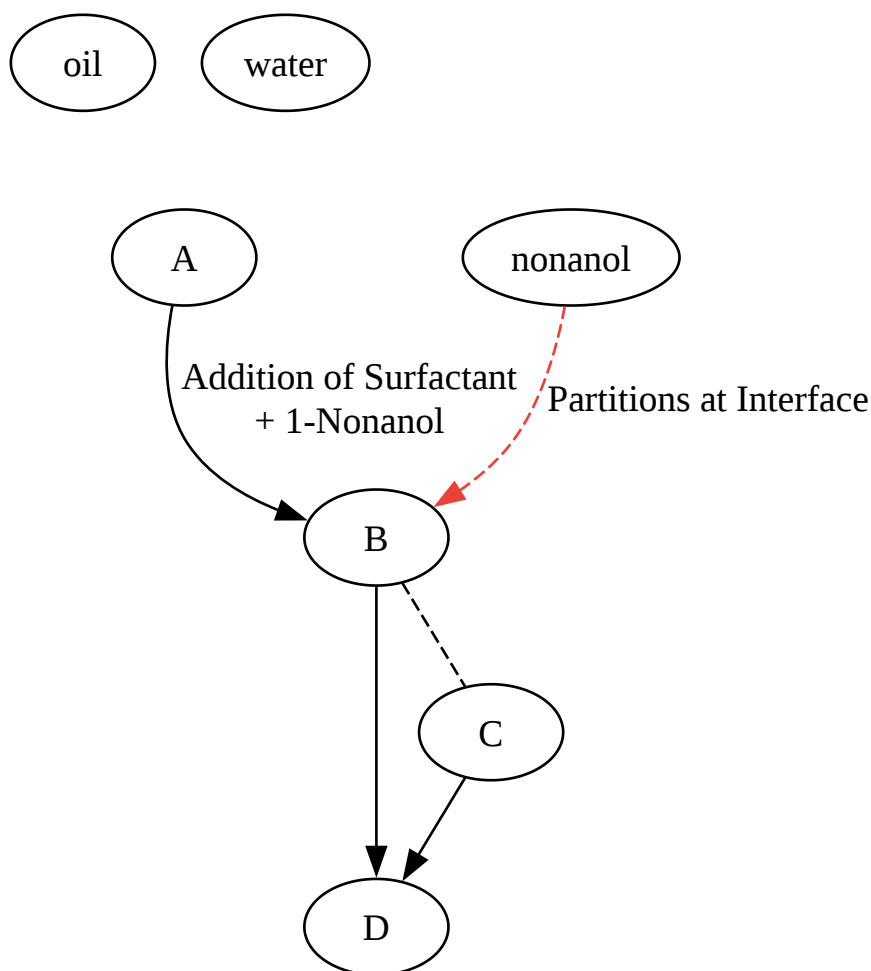 oil
water
A
nonanol
Addition of Surfactant
+ 1-Nonanol
Partitions at Interface
B
C
D